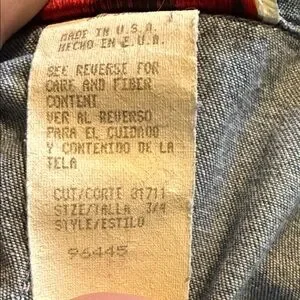 MADE IN U.S.A.
HECHO EN E.U.A.
SEE REVERSE FOR
CARE AND FIBER
CONTENT
VER AL REVERSO
PARA EL CUIDADO
Y CONTENIDO DE LA
TELA
CUT/CORTE 01711
SIZE/TALLA 3/4
STYLE/ESTILO
96445